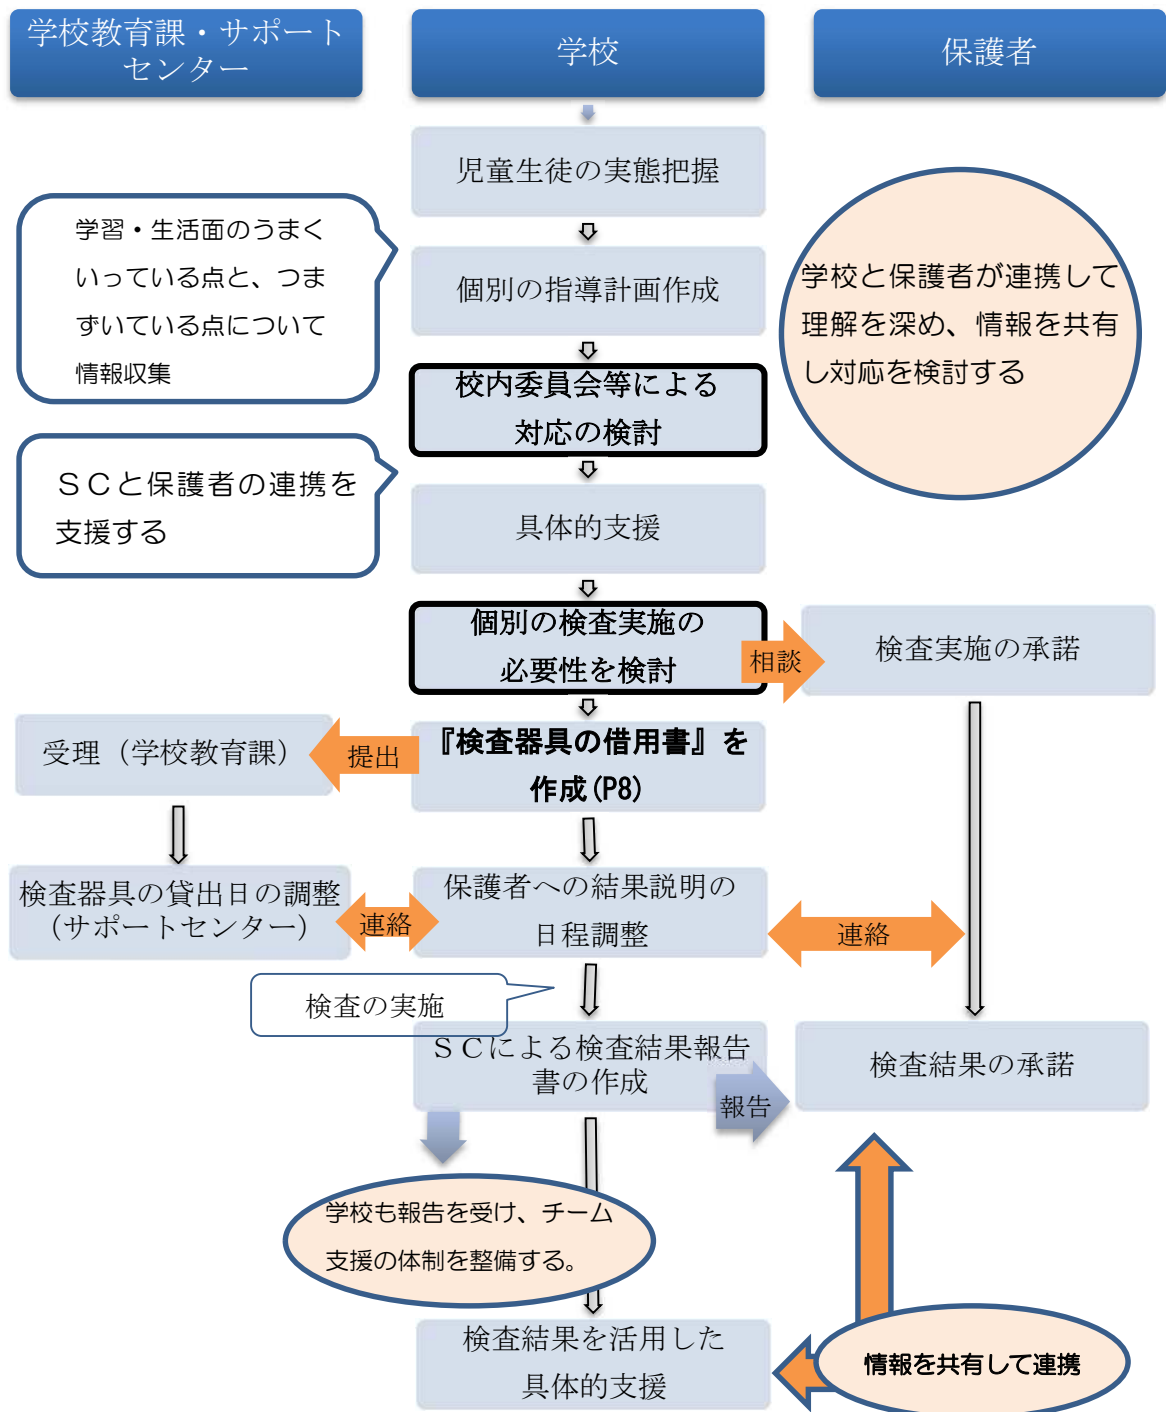 学校教育課・サポート
センター
学校
保護者
児童生徒の実態把握
学習・生活面のうまく
いっている点と、つま
ずいている点について
情報収集
個別の指導計画作成
学校と保護者が連携して
理解を深め、情報を共有
し対応を検討する
校内委員会等による
対応の検討
ＳＣと保護者の連携を
支援する
具体的支援
個別の検査実施の
必要性を検討
相談
検査実施の承諾
『検査器具の借用書』を
作成(P8)
提出
受理（学校教育課）
検査器具の貸出日の調整
（サポートセンター）
連絡
保護者への結果説明の
日程調整
連絡
検査の実施
ＳＣによる検査結果報告
書の作成
報告
検査結果の承諾
学校も報告を受け、チーム
支援の体制を整備する。
検査結果を活用した
具体的支援
情報を共有して連携